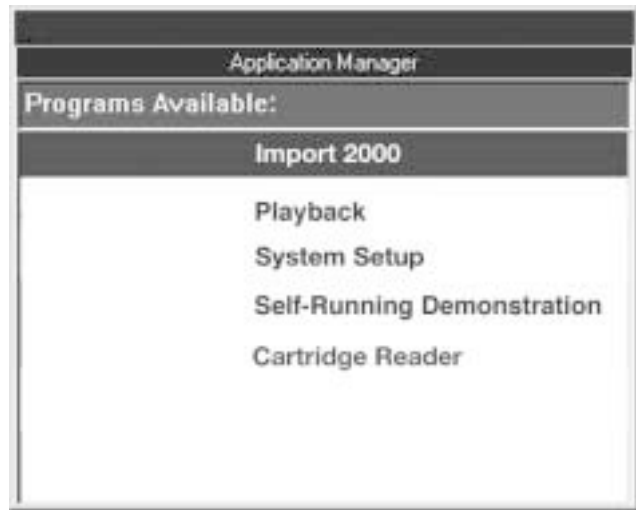 Application Manager
Programs Available:
Import 2000
Playback
System Setup
Self-Running Demonstration
Cartridge Reader